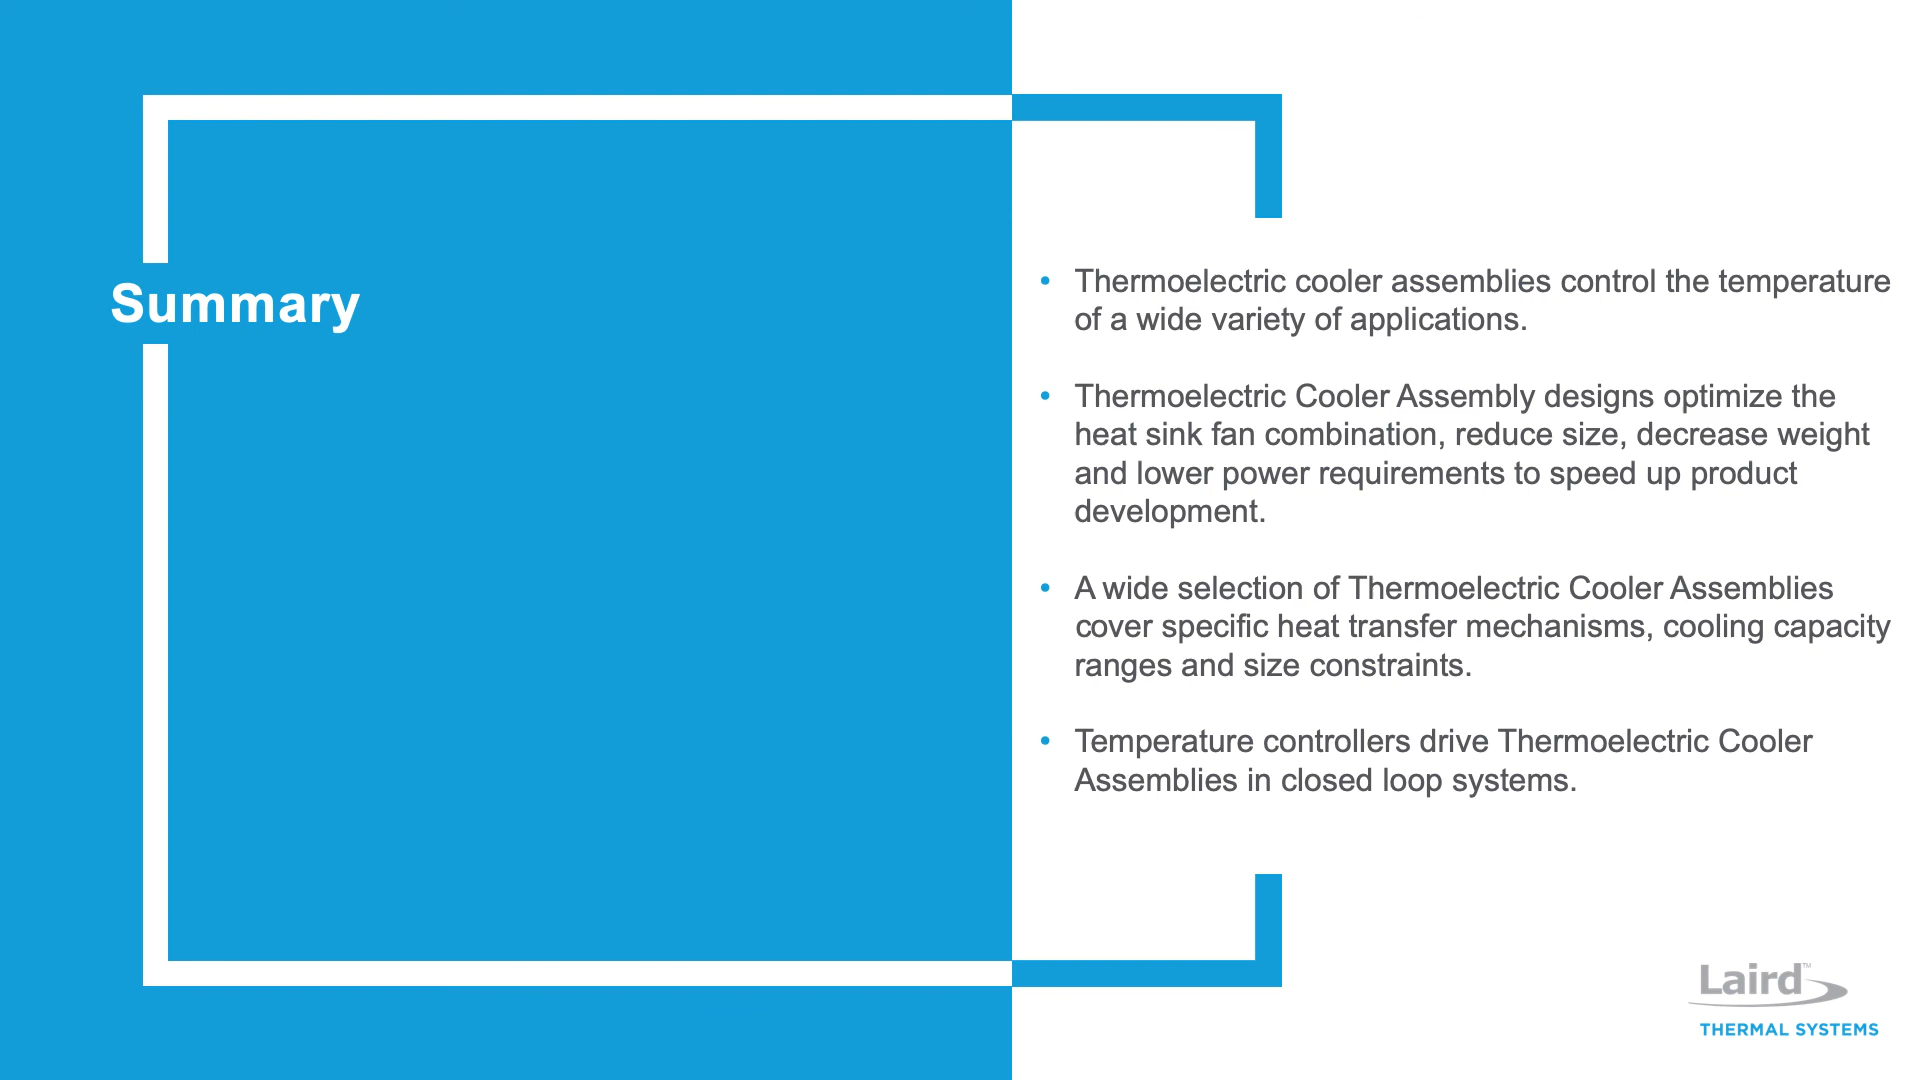 Summary
• Thermoelectric cooler assemblies control the temperature
of a wide variety of applications.
• Thermoelectric Cooler Assembly designs optimize the
heat sink fan combination, reduce size, decrease weight
and lower power requirements to speed up product
development.
• A wide selection of Thermoelectric Cooler Assemblies
cover specific heat transfer mechanisms, cooling capacity
ranges and size constraints.
• Temperature controllers drive Thermoelectric Cooler
Assemblies in closed loop systems.
Laird™
THERMAL SYSTEMS